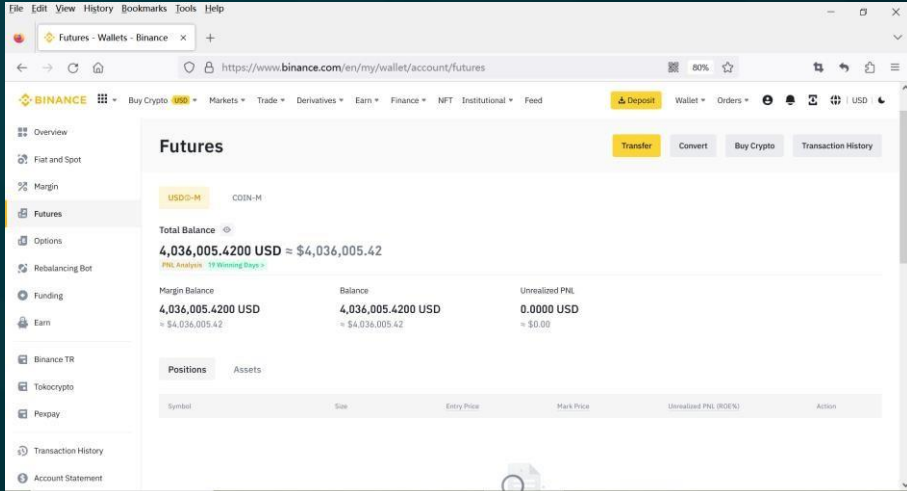 File Edit View History Bookmarks Tools Help
Futures - Wallets - Binance × +
https://www.binance.com/en/my/wallet/account/futures 80%
BINANCE Buy Crypto USD Markets Trade Derivatives Earn Finance NFT Institutional Feed Deposit Wallet Orders USD
Overview
Fiat and Spot
Margin
Futures
Options
Rebalancing Bot
Funding
Earn
Binance TR
Tokocrypto
Pexpay
Transaction History
Account Statement
Futures Transfer Convert Buy Crypto Transaction History
USD⊙-M COIN-M
Total Balance
4,036,005.4200 USD ≈ $4,036,005.42
PNL Analysis 19 Winning Days >
Margin Balance Balance Unrealized PNL
4,036,005.4200 USD 4,036,005.4200 USD 0.0000 USD
≈ $4,036,005.42 ≈ $4,036,005.42 ≈ $0.00
Positions Assets
Symbol Size Entry Price Mark Price Unrealized PNL (ROE%) Action